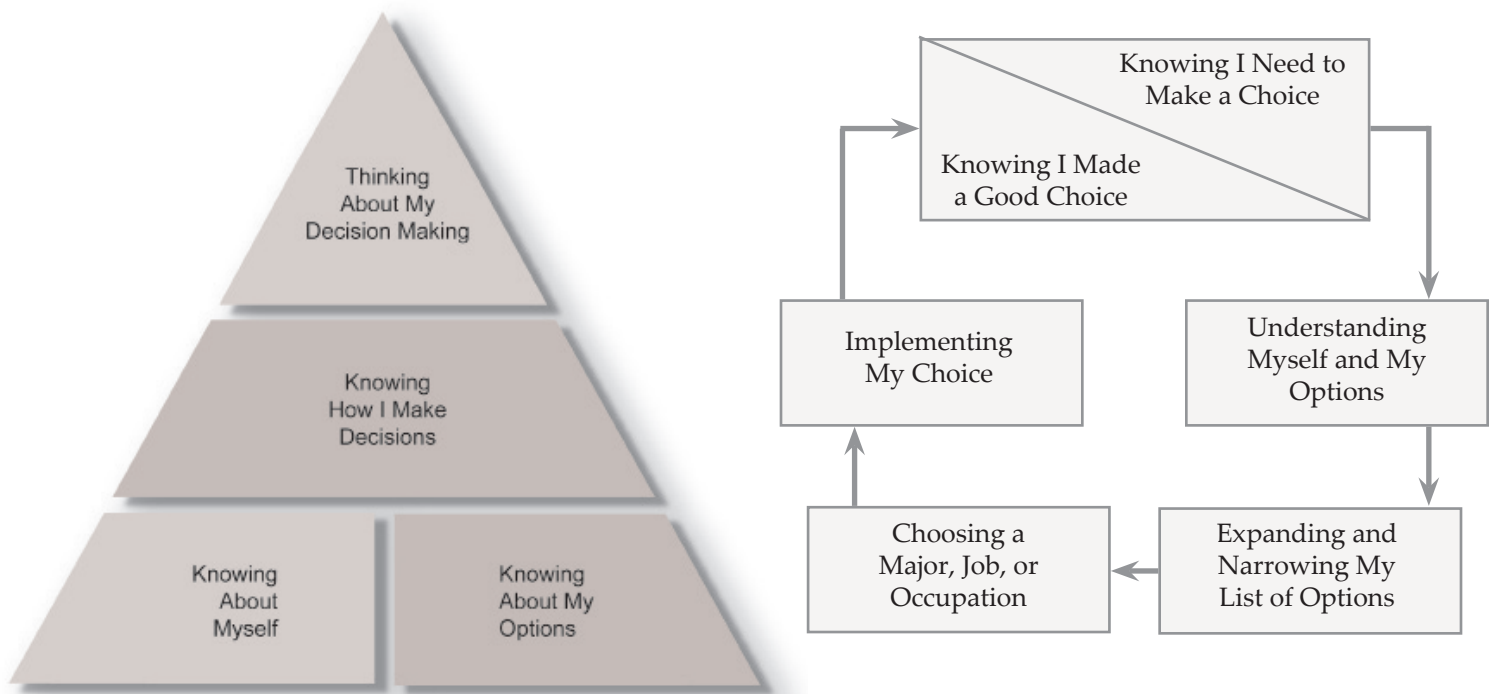 Thinking
About My
Decision Making
Knowing
How I Make
Decisions
Knowing
About
Myself
Knowing
About My
Options
Knowing I Need to
Make a Choice
Knowing I Made
a Good Choice
Understanding
Myself and My
Options
Expanding and
Narrowing My
List of Options
Choosing a
Major, Job, or
Occupation
Implementing
My Choice